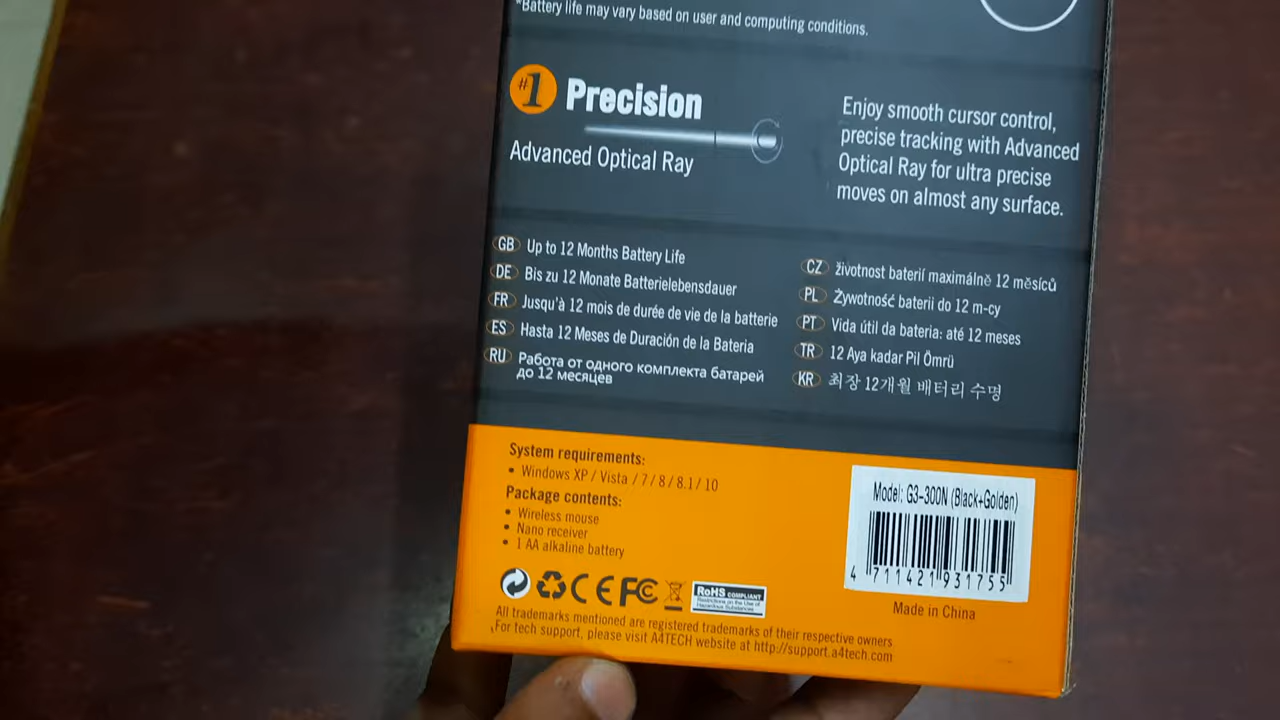 *Battery life may vary based on user and computing conditions.
#1 Precision
Advanced Optical Ray
Enjoy smooth cursor control,
precise tracking with Advanced
Optical Ray for ultra precise
moves on almost any surface.
GB Up to 12 Months Battery Life
DE Bis zu 12 Monate Batterielebensdauer
FR Jusqu'à 12 mois de durée de vie de la batterie
ES Hasta 12 Meses de Duración de la Bateria
RU Работа от одного комплекта батарей
до 12 месяцев
CZ životnost baterií maximálně 12 měsíců
PL Żywotność baterii do 12 m-cy
PT Vida útil da bateria: até 12 meses
TR 12 Aya kadar Pil Ömrü
KR 최장 12개월 배터리 수명
System requirements:
• Windows XP / Vista / 7 / 8 / 8.1 / 10
Package contents:
• Wireless mouse
• Nano receiver
• 1 AA alkaline battery
Model: G3-300N (Black+Golden)
4 711421 931755
Made in China
CE FC RoHS COMPLIANT
Restrictions on the Use of
Hazardous Substances
All trademarks mentioned are registered trademarks of their respective owners
For tech support, please visit A4TECH website at http://support.a4tech.com